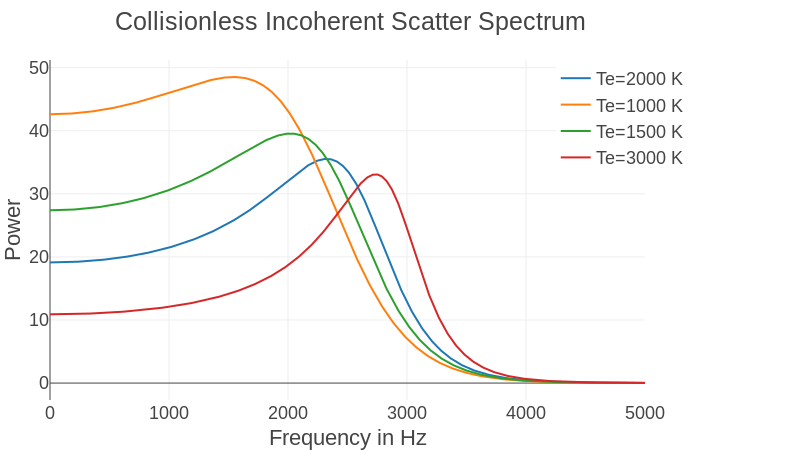 Collisionless Incoherent Scatter Spectrum
Te=2000 K
Te=1000 K
Te=1500 K
Te=3000 K
Power
50
40
30
20
10
0
0 1000 2000 3000 4000 5000
Frequency in Hz